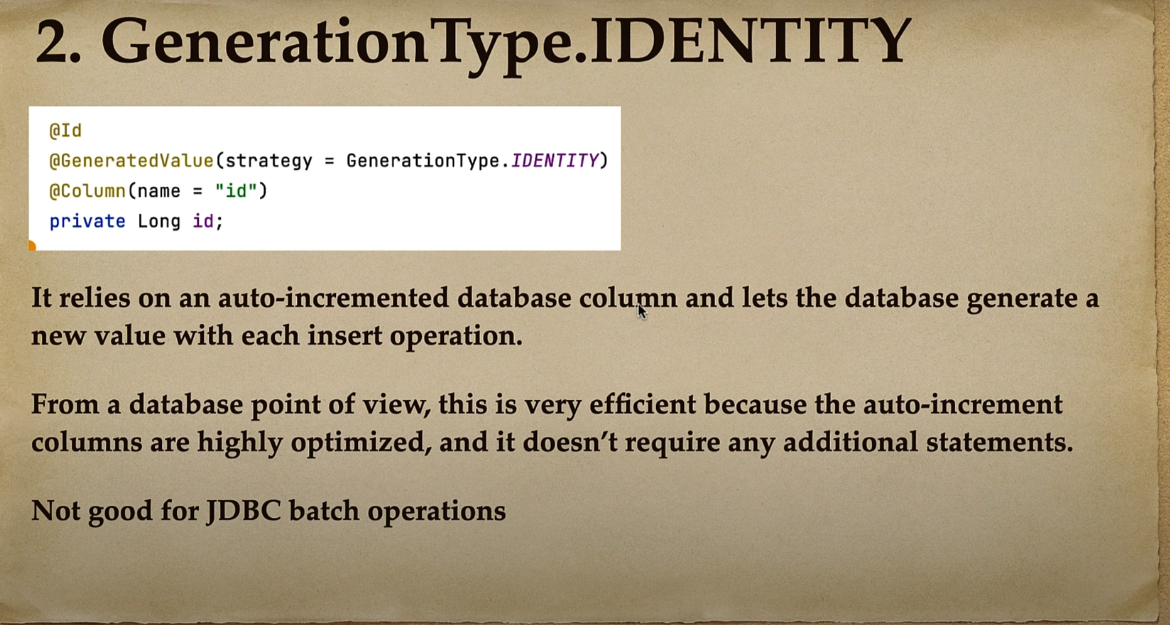 2. GenerationType.IDENTITY
@Id
@GeneratedValue(strategy = GenerationType.IDENTITY)
@Column(name = "id")
private Long id;
It relies on an auto-incremented database column and lets the database generate a
new value with each insert operation.
From a database point of view, this is very efficient because the auto-increment
columns are highly optimized, and it doesn’t require any additional statements.
Not good for JDBC batch operations